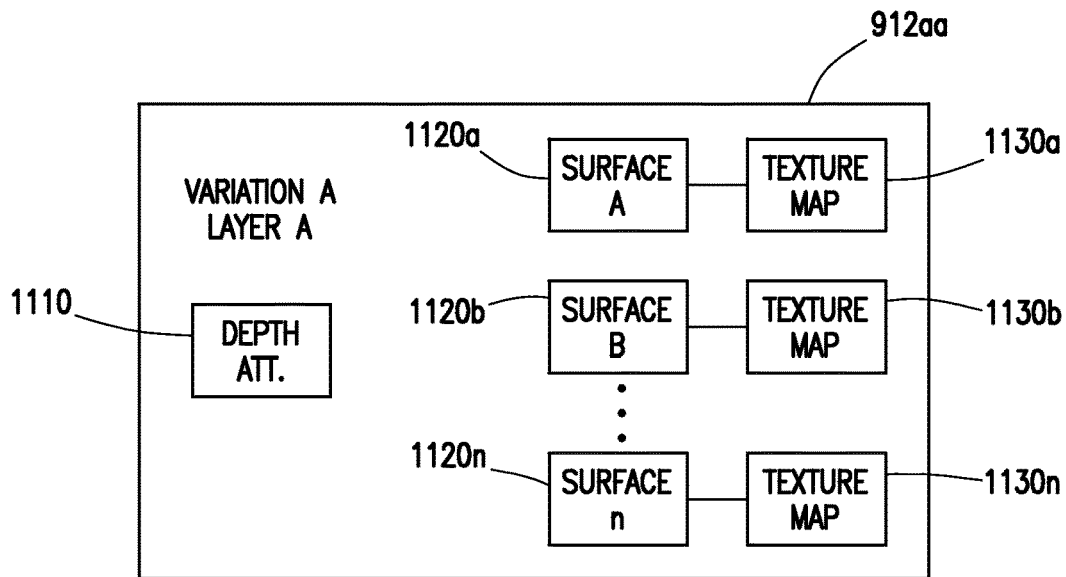 912aa
1120a
SURFACE
A
TEXTURE
MAP
1130a
VARIATION A
LAYER A
1110
DEPTH
ATT.
1120b
SURFACE
B
TEXTURE
MAP
1130b
1120n
SURFACE
n
TEXTURE
MAP
1130n